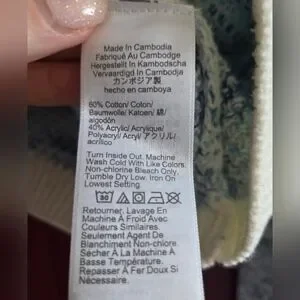 Made In Cambodia
Fabriqué Au Cambodge
Hergestellt In Kambodscha
Vervaardigd In Cambodja
カンボジア製
hecho en camboya
60% Cotton/ Coton/
Baumwolle/ Katoen/ 綿/
algodón
40% Acrylic/ Acrylique/
Polyacryl/ Acryl/ アクリル/
acrílico
Turn Inside Out. Machine
Wash Cold With Like Colors.
Non-chlorine Bleach Only.
Tumble Dry Low. Iron On
Lowest Setting.
30
Retourner. Lavage En
Machine À Froid Avec
Couleurs Similaires.
Seulement Agent De
Blanchiment Non-chlore.
Sécher À La Machine À
Basse Température.
Repasser À Fer Doux Si
Nécessaire.